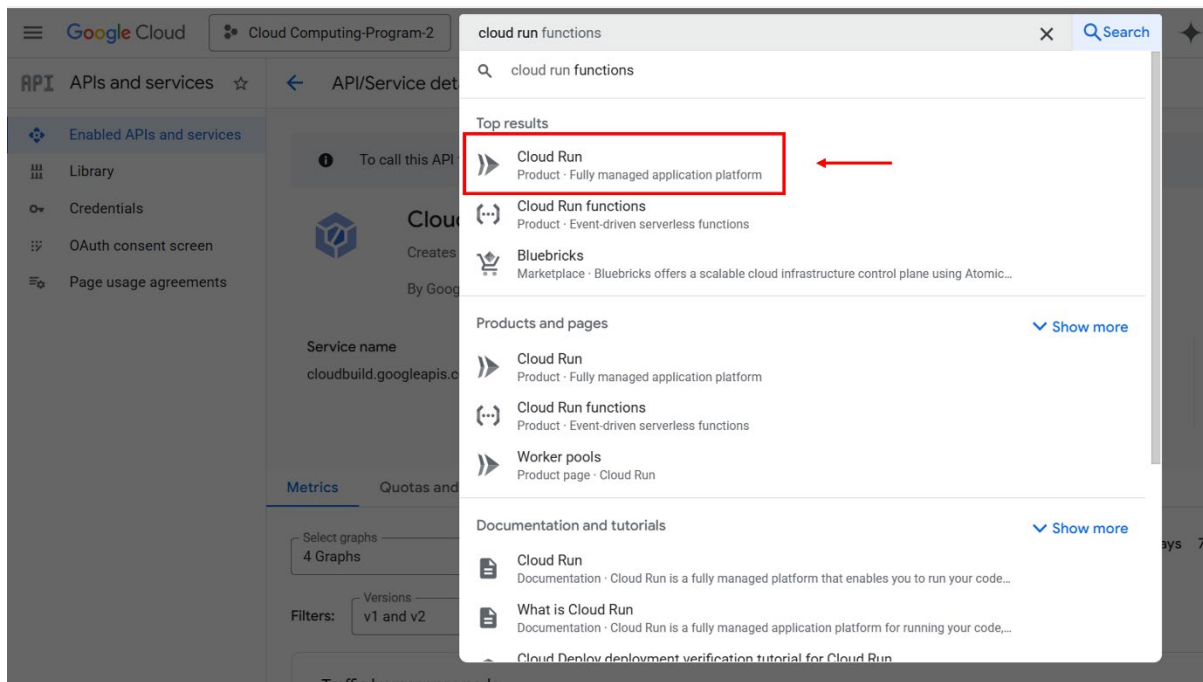 Google Cloud
Cloud Computing-Program-2
cloud run functions
Search
API APIs and services
API/Service det
Enabled APIs and services
Library
Credentials
OAuth consent screen
Page usage agreements
To call this API
Clou
Creates
By Goog
Service name
cloudbuild.googleapis.c
Metrics
Quotas and
Select graphs
4 Graphs
Filters:
Versions
v1 and v2
cloud run functions
Top results
Cloud Run
Product · Fully managed application platform
Cloud Run functions
Product · Event-driven serverless functions
Bluebricks
Marketplace · Bluebricks offers a scalable cloud infrastructure control plane using Atomic...
Products and pages
Show more
Cloud Run
Product · Fully managed application platform
Cloud Run functions
Product · Event-driven serverless functions
Worker pools
Product page · Cloud Run
Documentation and tutorials
Show more
Cloud Run
Documentation · Cloud Run is a fully managed platform that enables you to run your code...
What is Cloud Run
Documentation · Cloud Run is a fully managed application platform for running your code,...
Cloud Deploy deployment verification tutorial for Cloud Run
ays 7